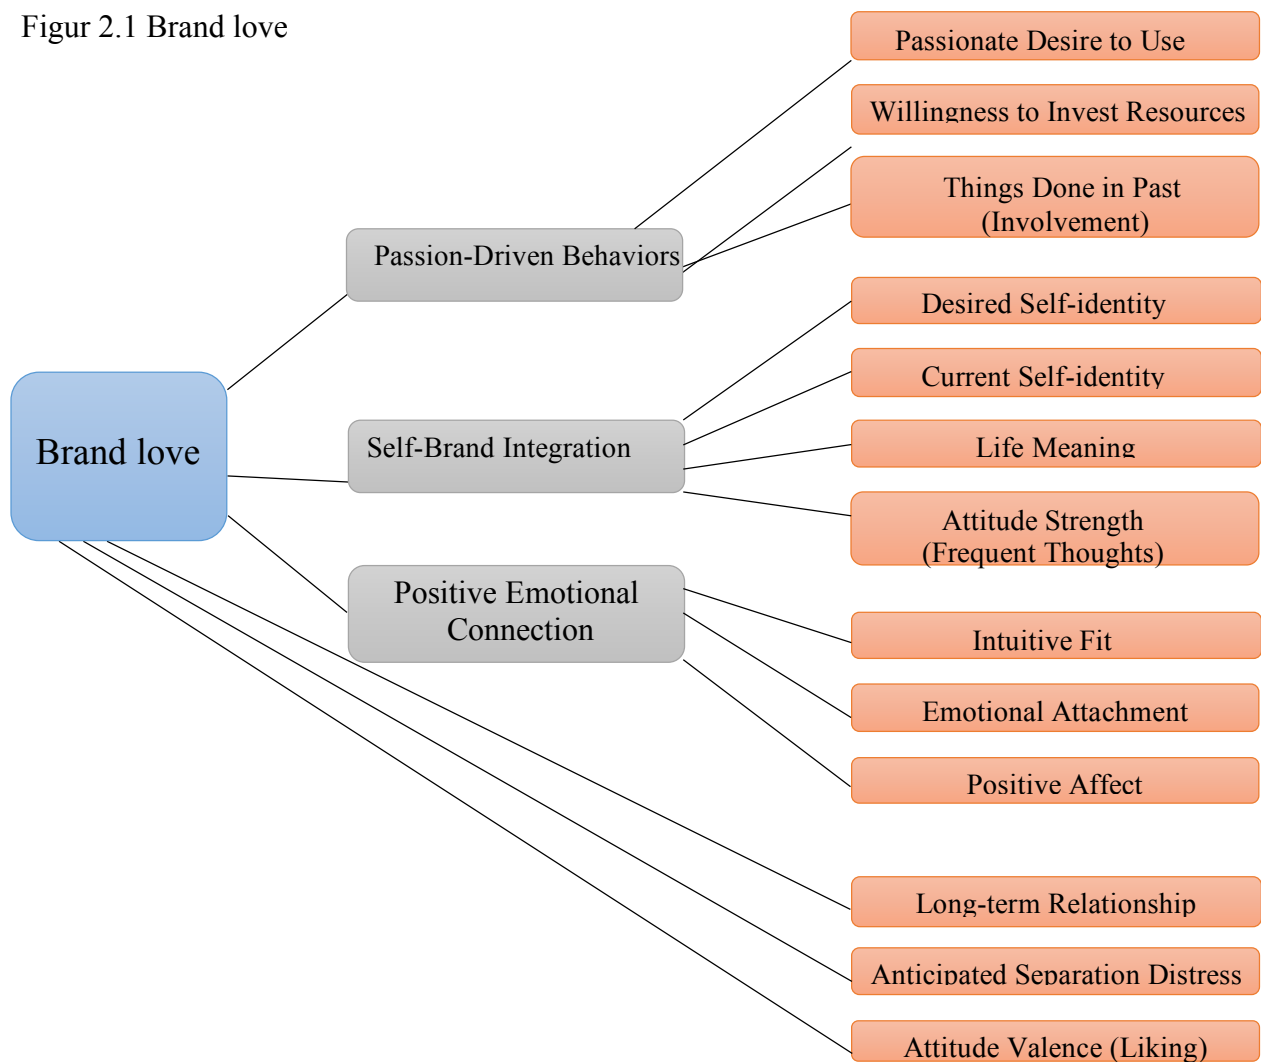 Figur 2.1 Brand love
Passionate Desire to Use
Willingness to Invest Resources
Things Done in Past
(Involvement)
Passion-Driven Behaviors
Desired Self-identity
Current Self-identity
Brand love
Self-Brand Integration
Life Meaning
Attitude Strength
(Frequent Thoughts)
Positive Emotional
Connection
Intuitive Fit
Emotional Attachment
Positive Affect
Long-term Relationship
Anticipated Separation Distress
Attitude Valence (Liking)